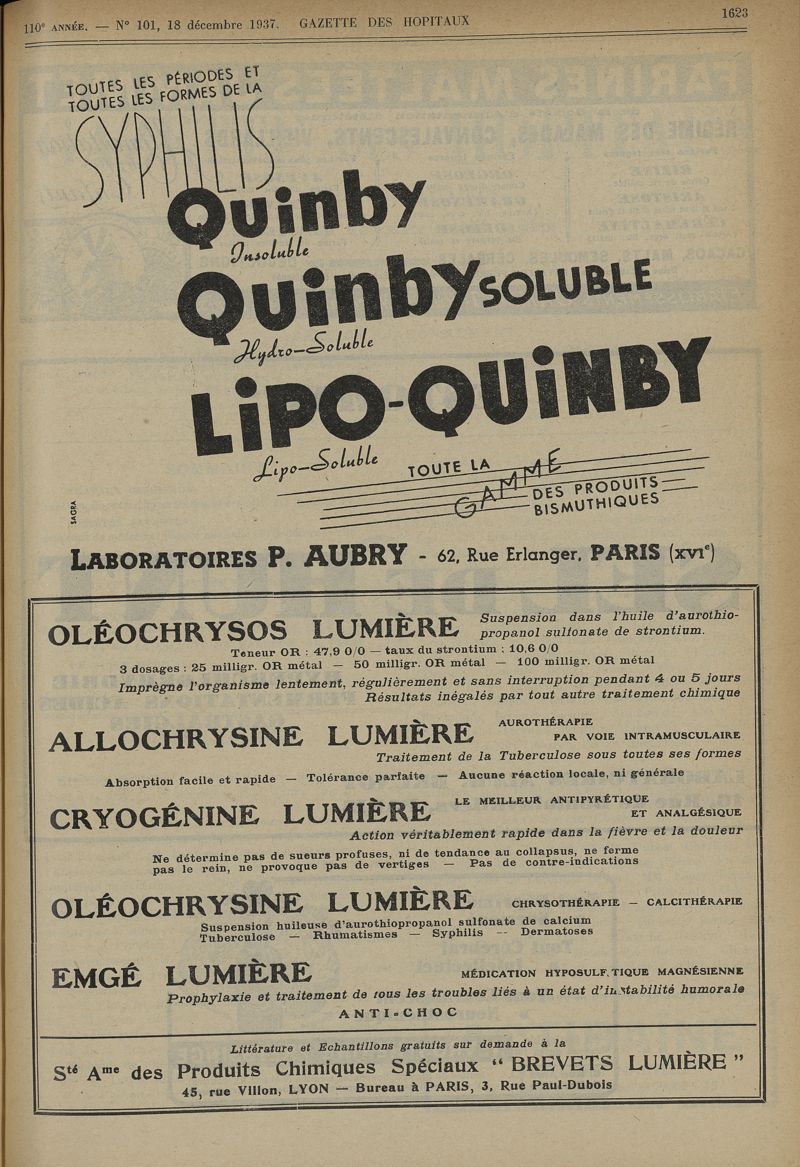 110e ANNÉE. — N° 101, 18 décembre 1937. GAZETTE DES HOPITAUX 1623
TOUTES LES PÉRIODES ET
TOUTES LES FORMES DE LA
SYPHILIS
Quinby
Insoluble
Quinby SOLUBLE
Hydro-Soluble
LiPO-QUiNBY
Lipo-Soluble
TOUTE LA GAMME
DES PRODUITS
BISMUTHIQUES
SAGRA
LABORATOIRES P. AUBRY - 62, Rue Erlanger, PARIS (XVIe)
OLÉOCHRYSOS LUMIÈRE Suspension dans l'huile d'aurothio-
propanol sulfonate de strontium.
Teneur OR : 47,9 0/0 — taux du strontium : 10,6 0/0
3 dosages : 25 milligr. OR métal — 50 milligr. OR métal — 100 milligr. OR métal
Imprègne l'organisme lentement, régulièrement et sans interruption pendant 4 ou 5 jours
Résultats inégalés par tout autre traitement chimique
ALLOCHRYSINE LUMIÈRE AUROTHÉRAPIE
PAR VOIE INTRAMUSCULAIRE
Traitement de la Tuberculose sous toutes ses formes
Absorption facile et rapide — Tolérance parfaite — Aucune réaction locale, ni générale
CRYOGÉNINE LUMIÈRE LE MEILLEUR ANTIPYRÉTIQUE
ET ANALGÉSIQUE
Action véritablement rapide dans la fièvre et la douleur
Ne détermine pas de sueurs profuses, ni de tendance au collapsus, ne ferme
pas le rein, ne provoque pas de vertiges — Pas de contre-indications
OLÉOCHRYSINE LUMIÈRE CHRYSOTHÉRAPIE — CALCITHÉRAPIE
Suspension huileuse d'aurothiopropanol sulfonate de calcium
Tuberculose — Rhumatismes — Syphilis -- Dermatoses
EMGÉ LUMIÈRE MÉDICATION HYPOSULFITIQUE MAGNÉSIENNE
Prophylaxie et traitement de tous les troubles liés à un état d'instabilité humorale
ANTI-CHOC
Littérature et Echantillons gratuits sur demande à la
Sté Ame des Produits Chimiques Spéciaux "BREVETS LUMIÈRE"
45, rue Villon, LYON — Bureau à PARIS, 3, Rue Paul-Dubois